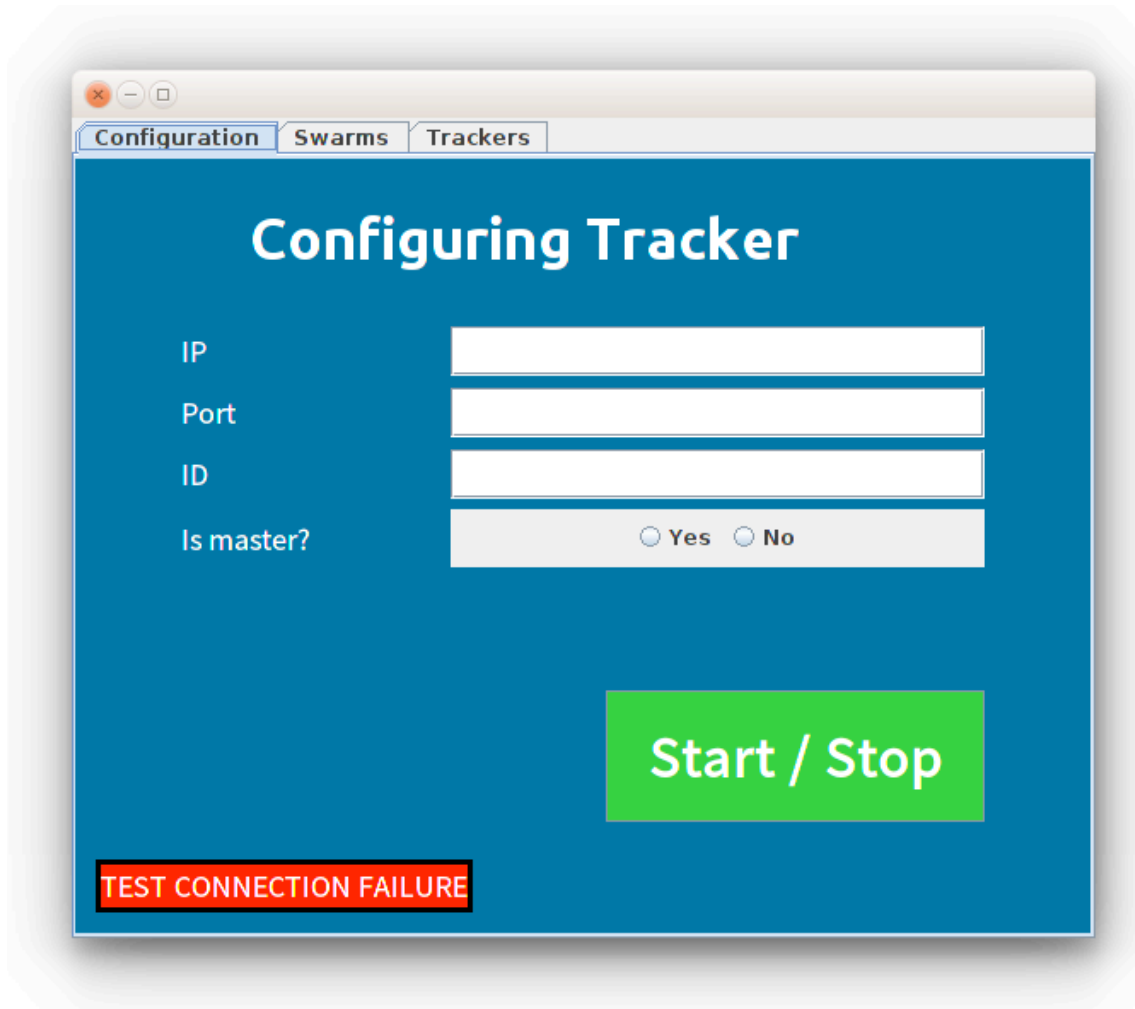 Configuration Swarms Trackers
Configuring Tracker
IP
Port
ID
Is master? Yes No
Start / Stop
TEST CONNECTION FAILURE